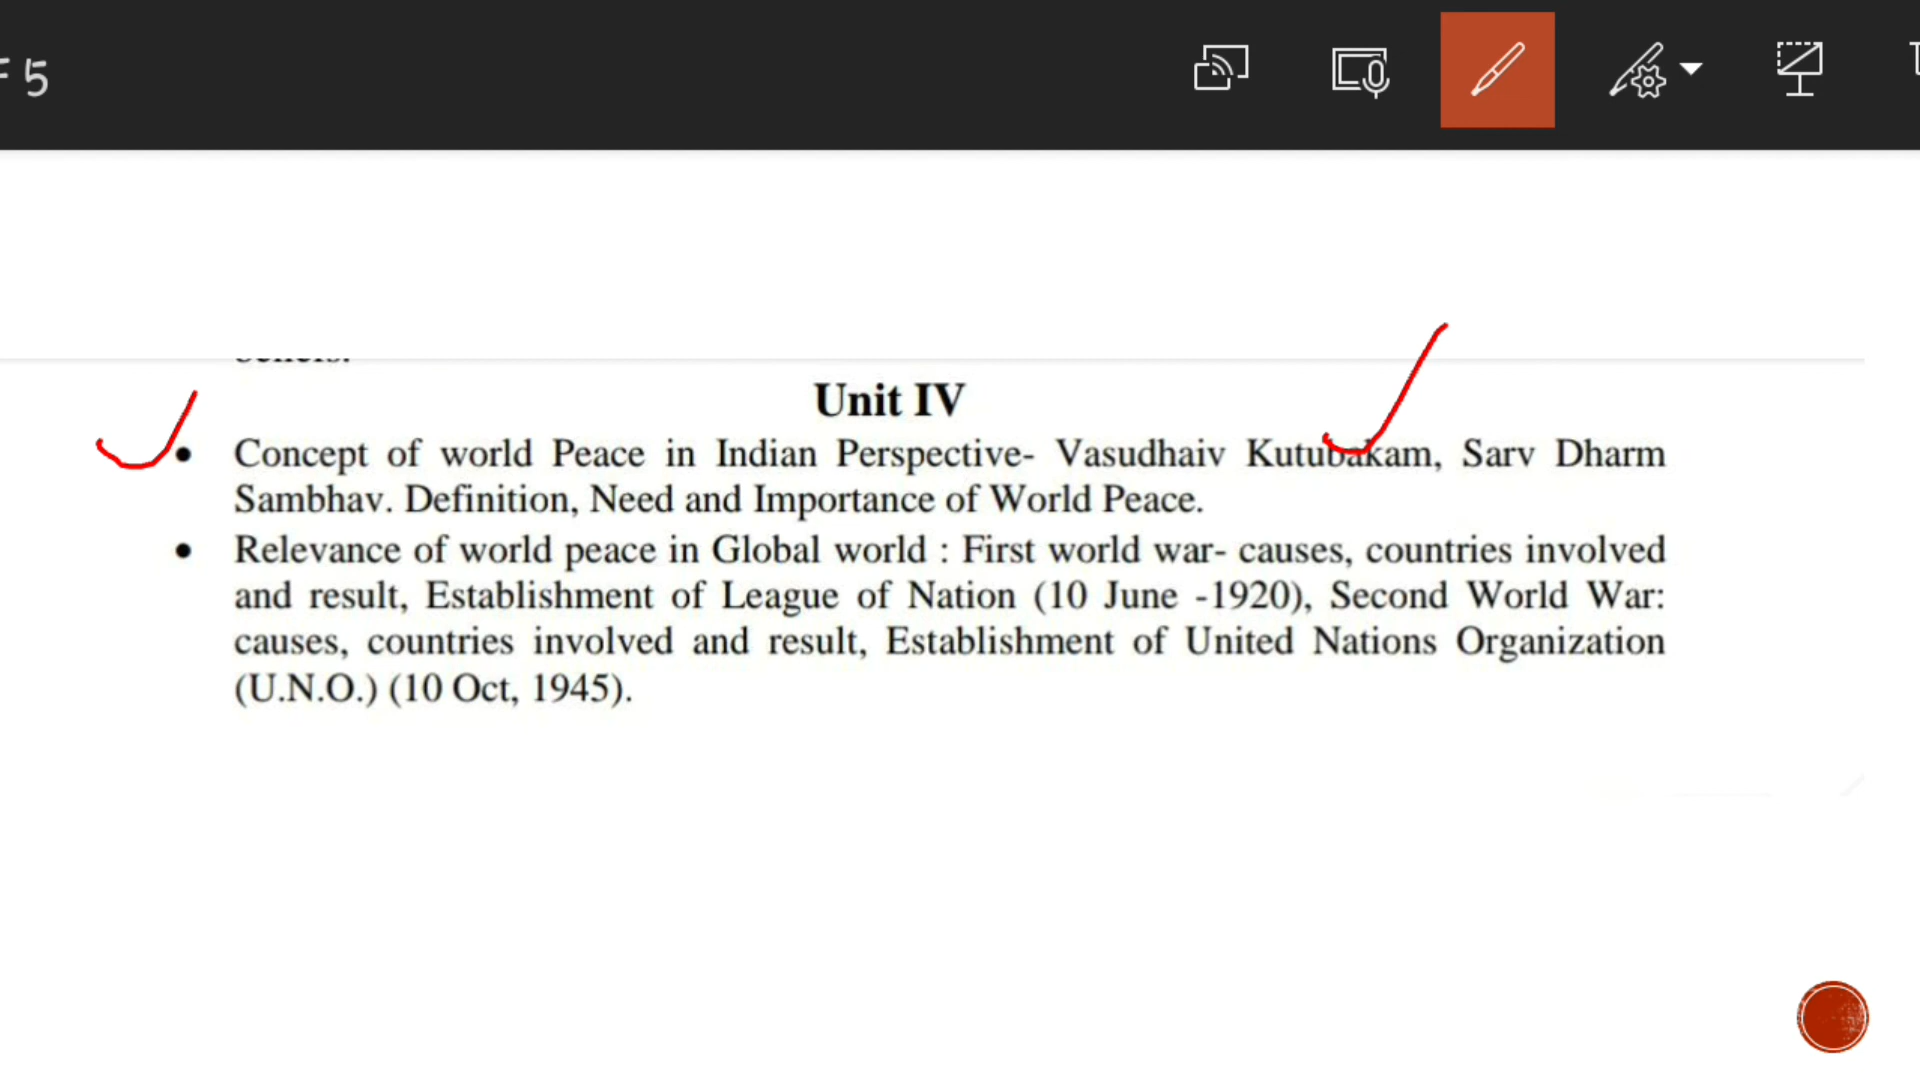 5
Unit IV
• Concept of world Peace in Indian Perspective- Vasudhaiv Kutubakam, Sarv Dharm
Sambhav. Definition, Need and Importance of World Peace.
• Relevance of world peace in Global world : First world war- causes, countries involved
and result, Establishment of League of Nation (10 June -1920), Second World War:
causes, countries involved and result, Establishment of United Nations Organization
(U.N.O.) (10 Oct, 1945).